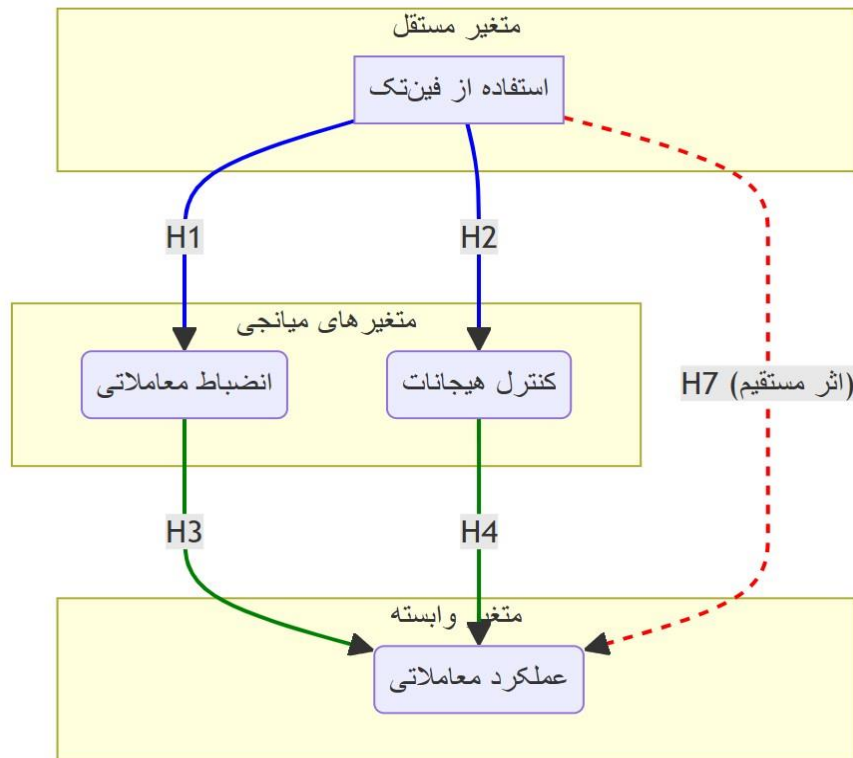 متغیر مستقل
استفاده از فین‌تک
H1
H2
متغیرهای میانجی
انضباط معاملاتی
کنترل هیجانات
H7 (اثر مستقیم)
H3
H4
متغیر وابسته
عملکرد معاملاتی